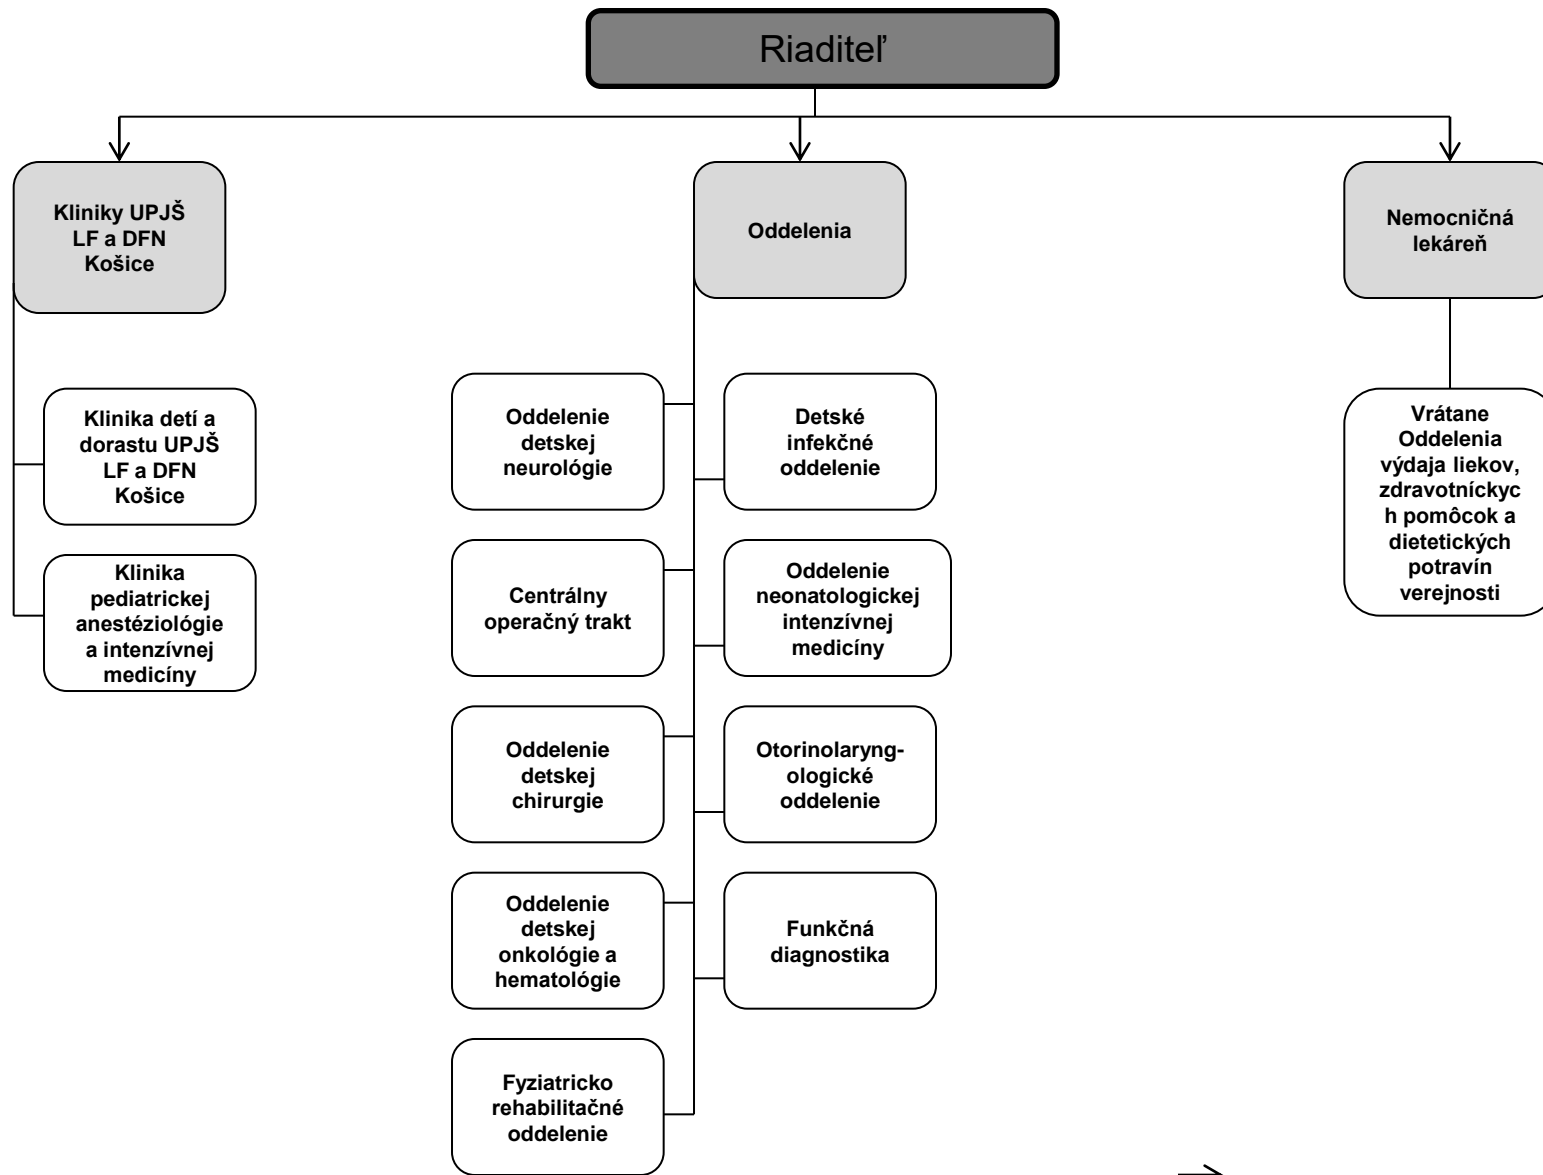 Riaditeľ
Kliniky UPJŠ
LF a DFN
Košice
Oddelenia
Nemocničná
lekáreň
Klinika detí a
dorastu UPJŠ
LF a DFN
Košice
Klinika
pediatrickej
anestéziológie
a intenzívnej
medicíny
Oddelenie
detskej
neurológie
Detské
infekčné
oddelenie
Centrálny
operačný trakt
Oddelenie
neonatologickej
intenzívnej
medicíny
Oddelenie
detskej
chirurgie
Otorinolaryng-
ologické
oddelenie
Oddelenie
detskej
onkológie a
hematológie
Funkčná
diagnostika
Fyziatricko
rehabilitačné
oddelenie
Vrátane
Oddelenia
výdaja liekov,
zdravotníckyc
h pomôcok a
dietetických
potravín
verejnosti